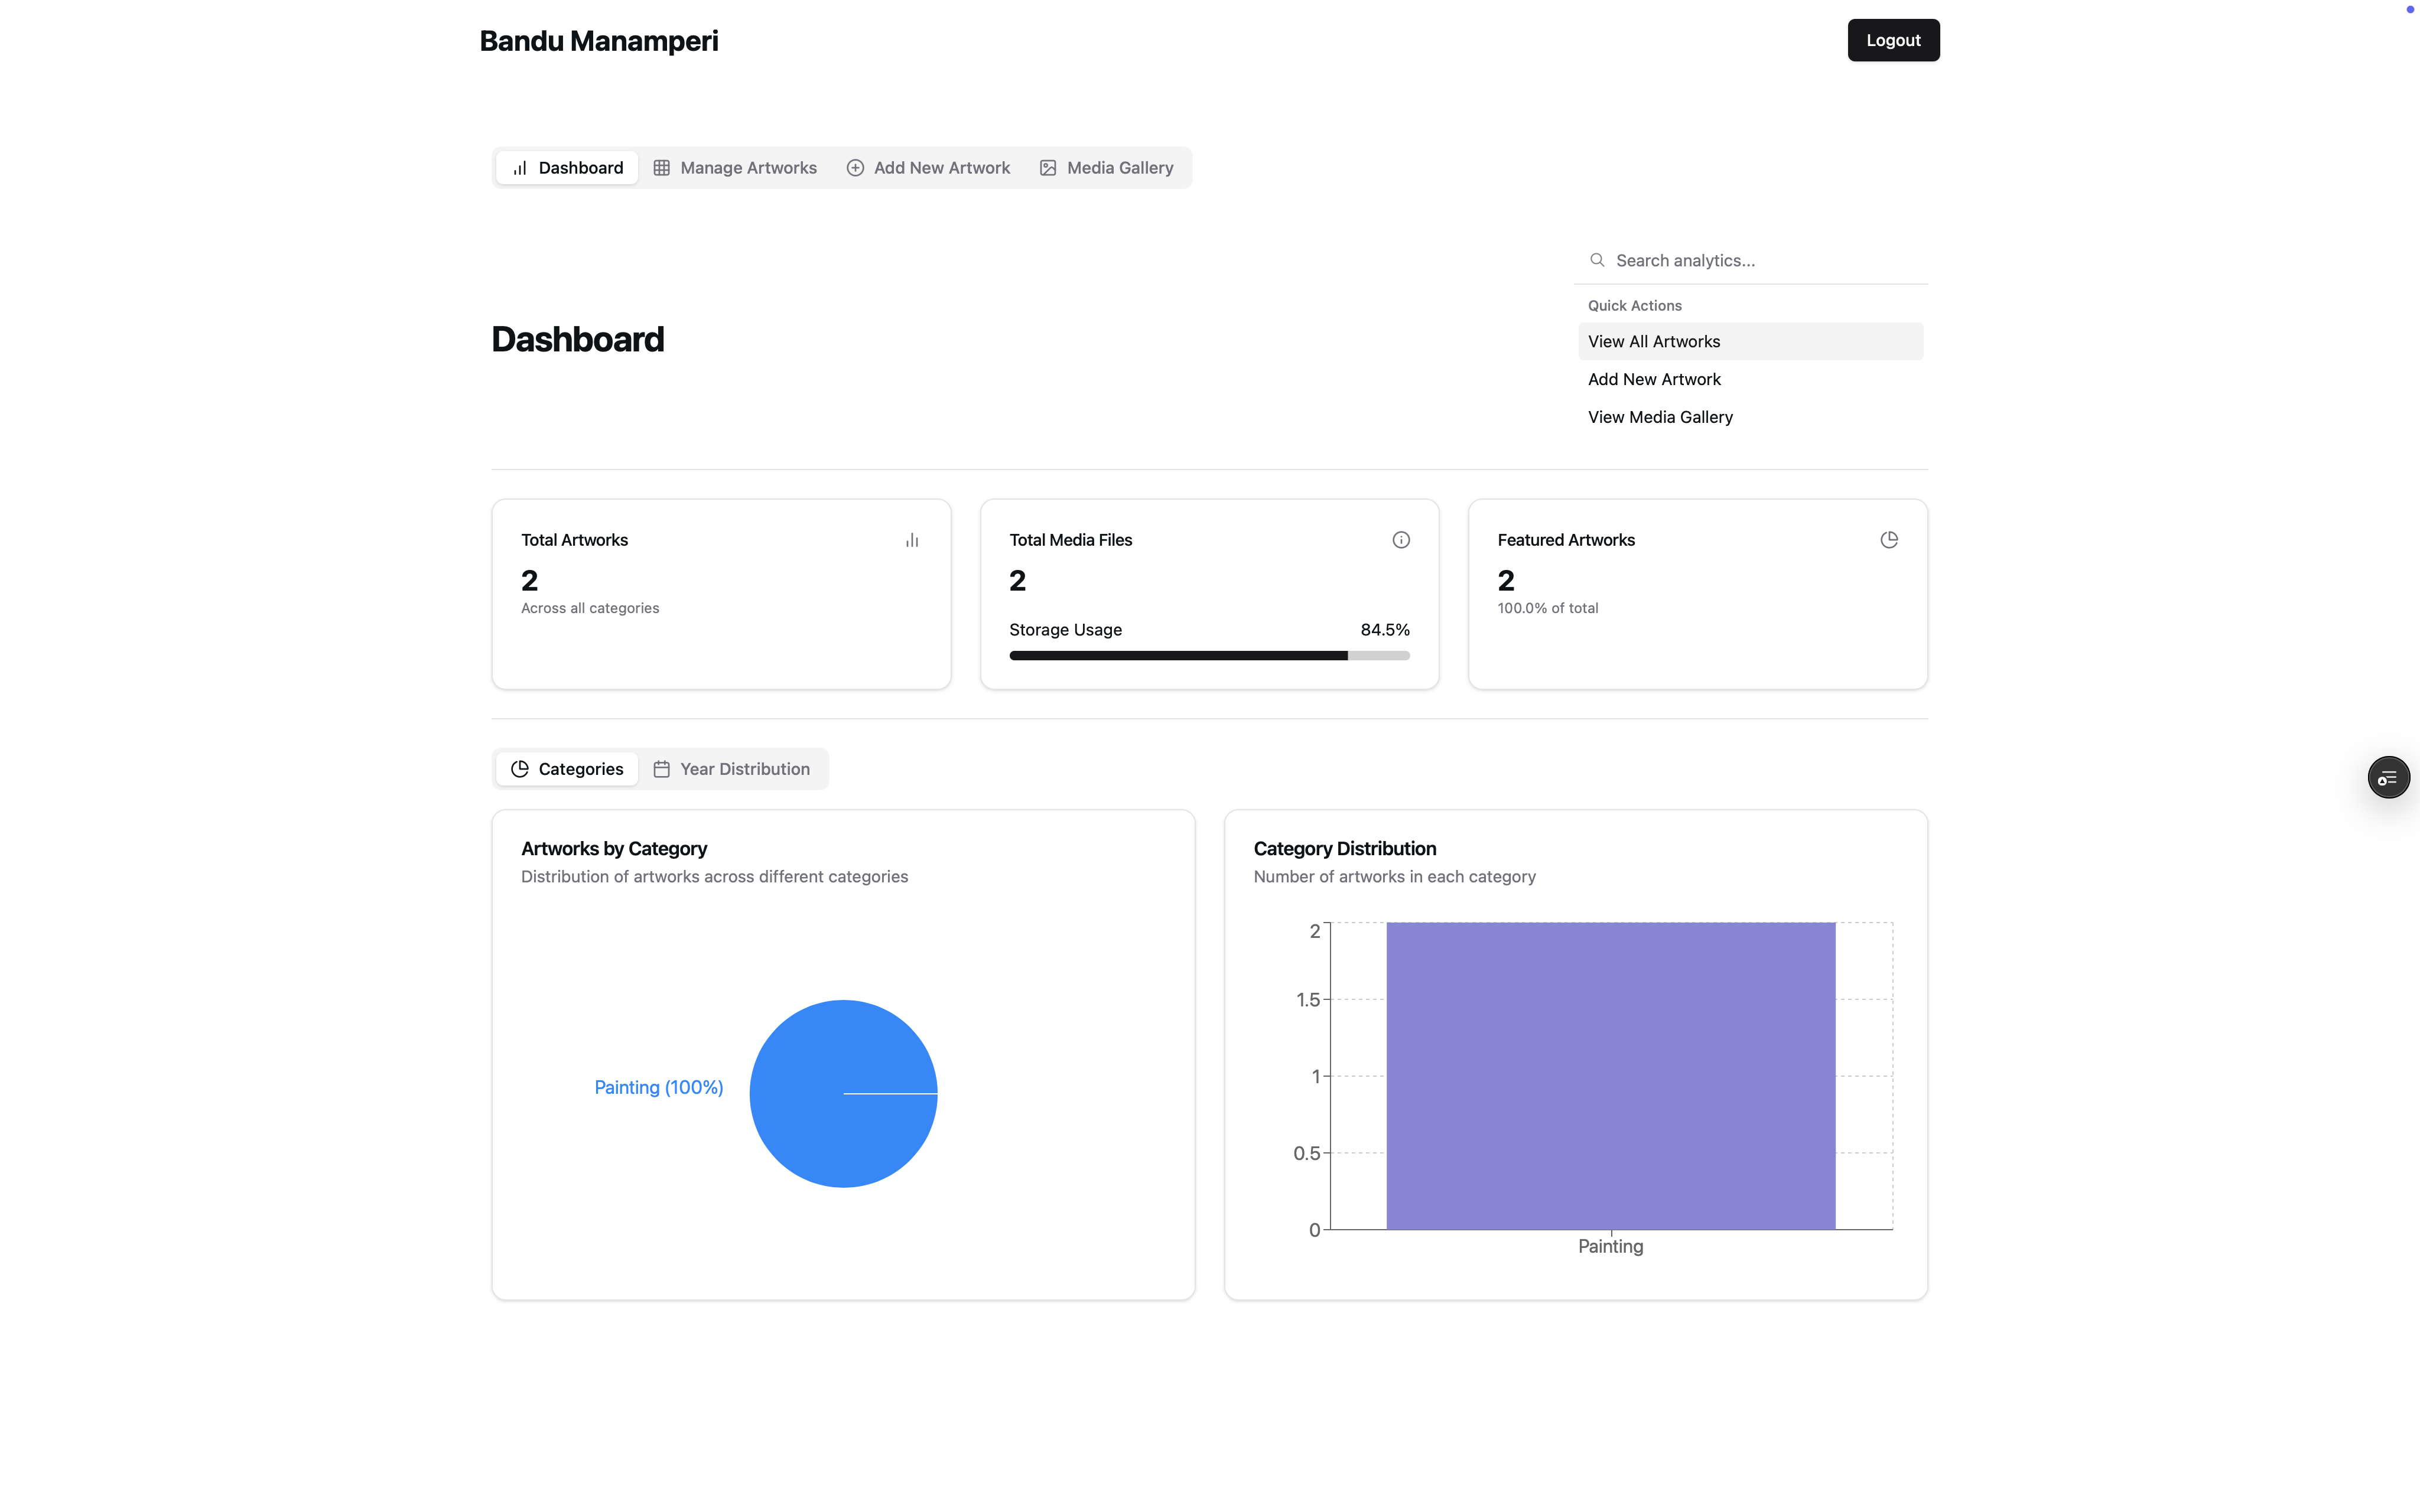 Bandu Manamperi
Logout
Dashboard
Manage Artworks
Add New Artwork
Media Gallery
Search analytics...
Quick Actions
View All Artworks
Add New Artwork
View Media Gallery
Dashboard
Total Artworks
2
Across all categories
Total Media Files
2
Storage Usage
84.5%
Featured Artworks
2
100.0% of total
Categories
Year Distribution
Artworks by Category
Distribution of artworks across different categories
Painting (100%)
Category Distribution
Number of artworks in each category
2
1.5
1
0.5
0
Painting